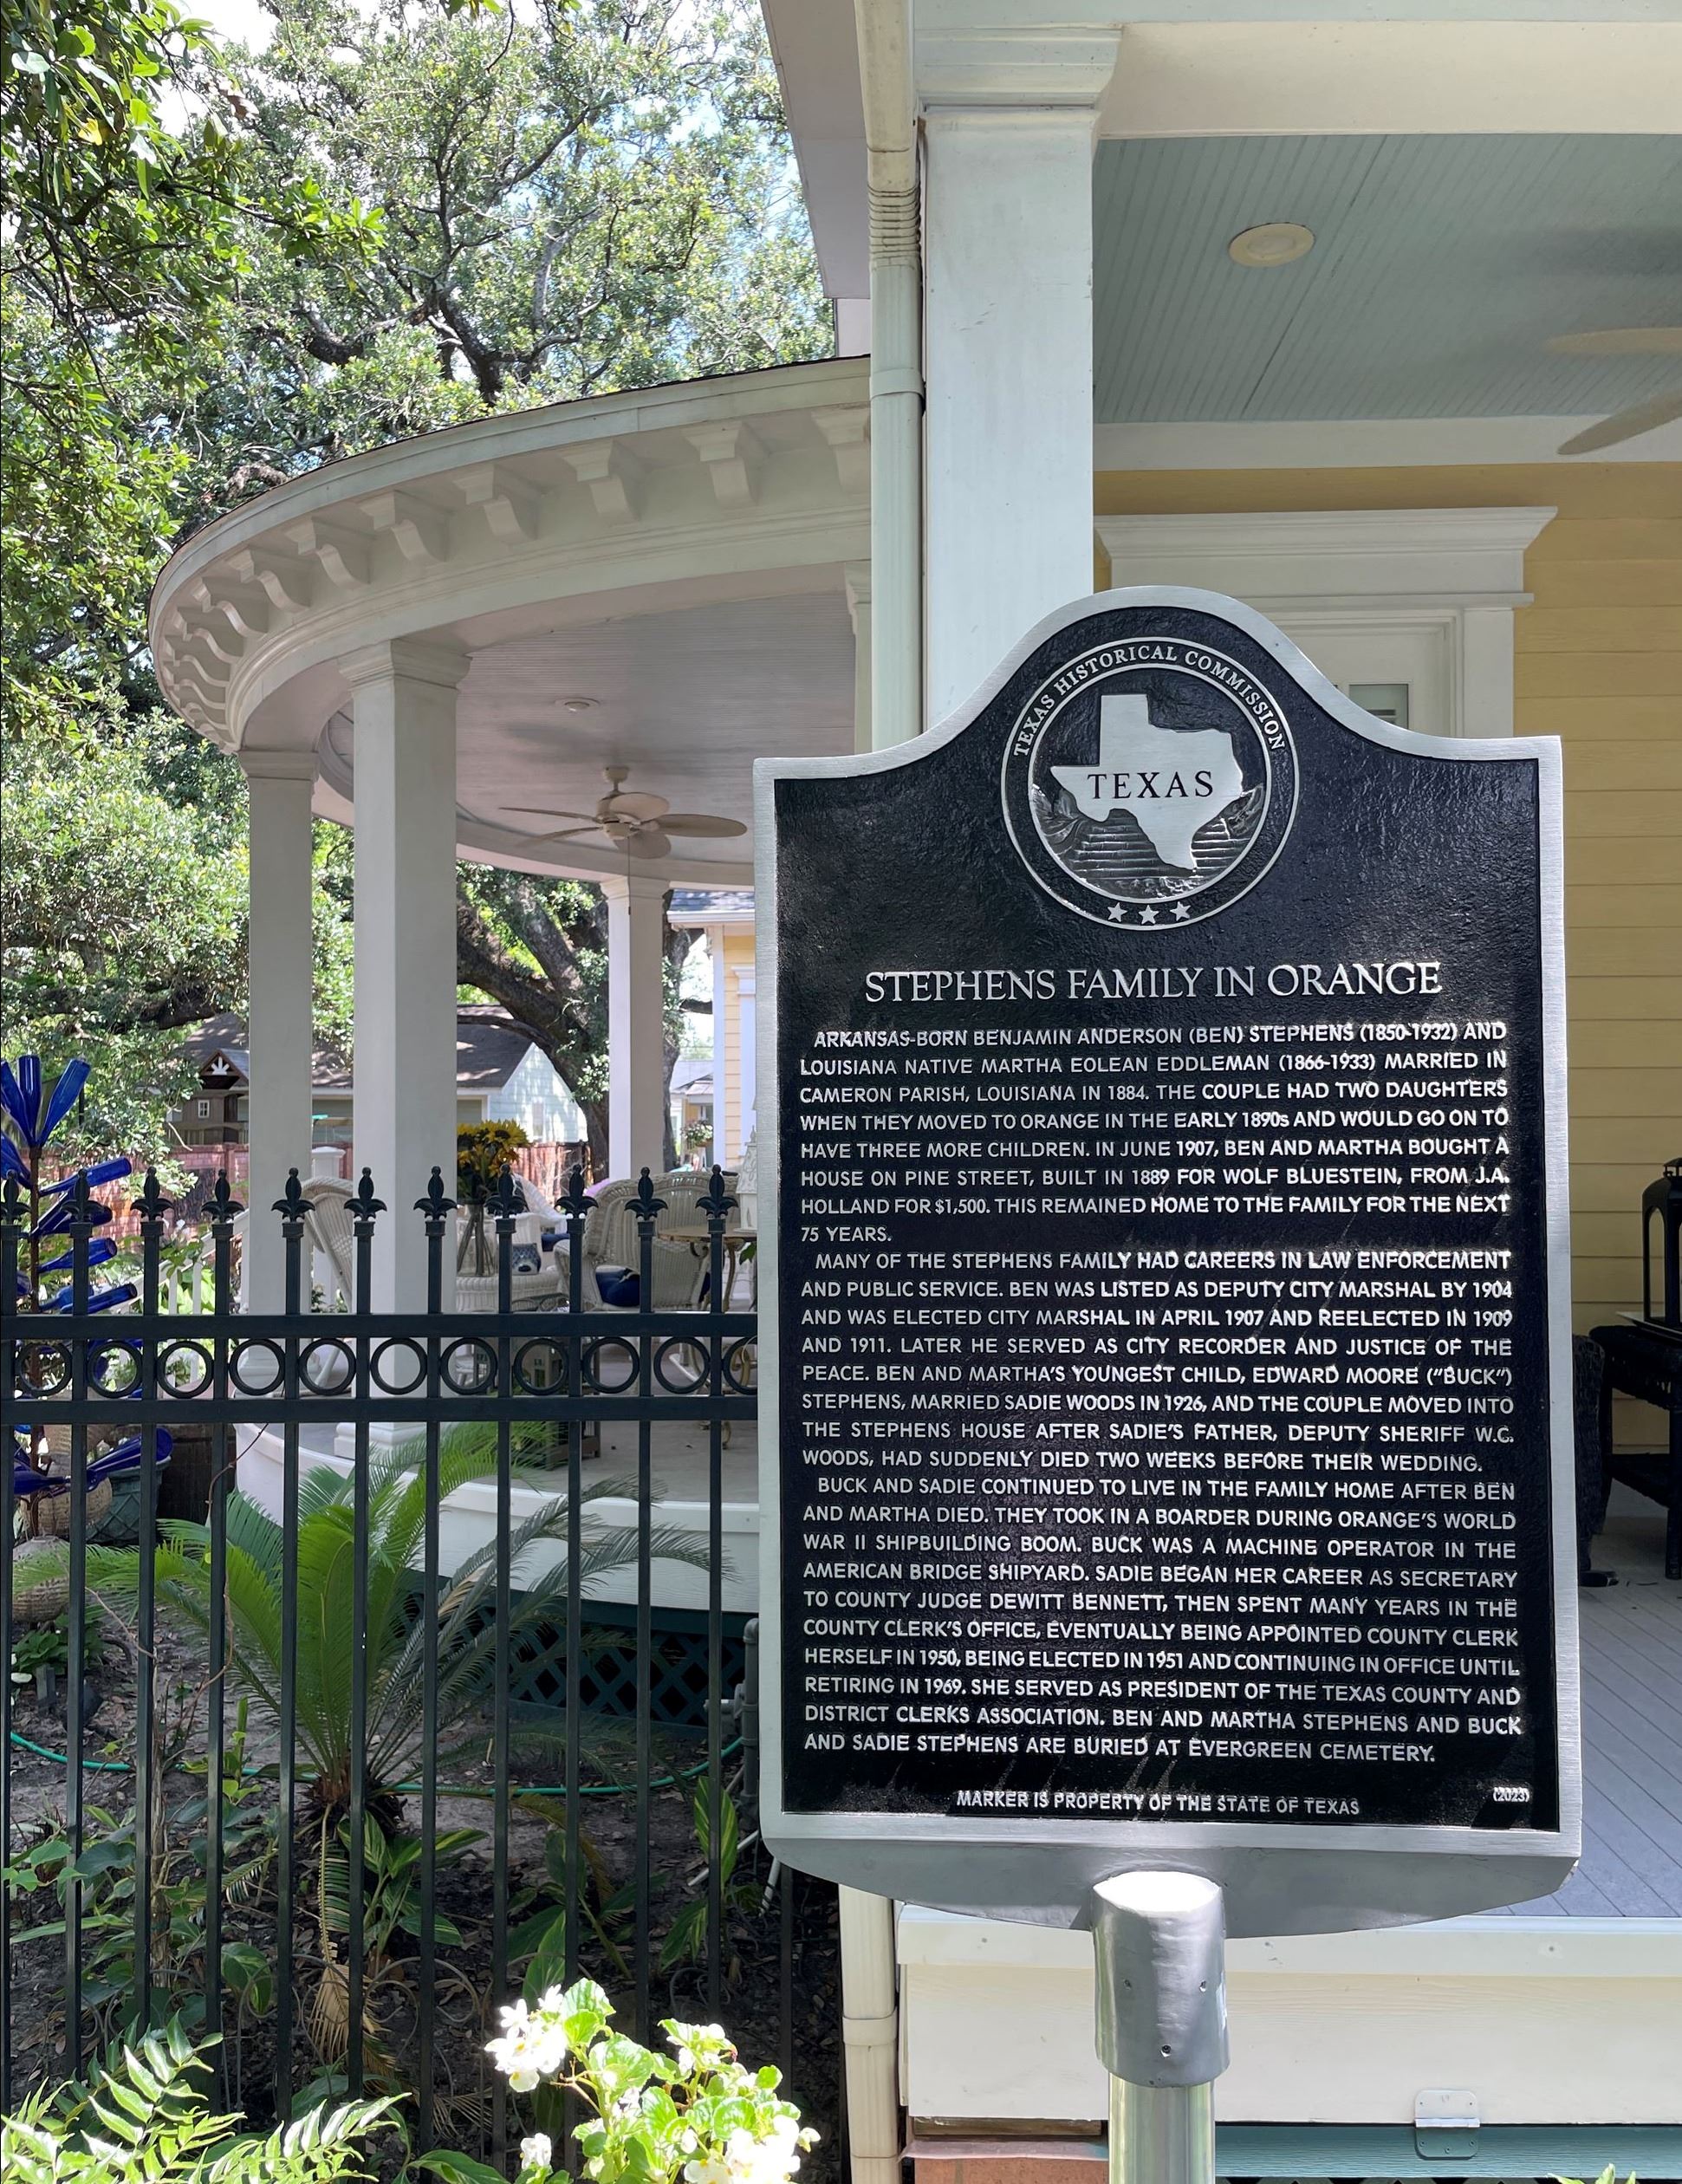 TEXAS HISTORICAL COMMISSION
TEXAS
STEPHENS FAMILY IN ORANGE
ARKANSAS-BORN BENJAMIN ANDERSON (BEN) STEPHENS (1850-1932) AND
LOUISIANA NATIVE MARTHA EOLEAN EDDLEMAN (1866-1933) MARRIED IN
CAMERON PARISH, LOUISIANA IN 1884. THE COUPLE HAD TWO DAUGHTERS
WHEN THEY MOVED TO ORANGE IN THE EARLY 1890s AND WOULD GO ON TO
HAVE THREE MORE CHILDREN. IN JUNE 1907, BEN AND MARTHA BOUGHT A
HOUSE ON PINE STREET, BUILT IN 1889 FOR WOLF BLUESTEIN, FROM J.A.
HOLLAND FOR $1,500. THIS REMAINED HOME TO THE FAMILY FOR THE NEXT
75 YEARS.
MANY OF THE STEPHENS FAMILY HAD CAREERS IN LAW ENFORCEMENT
AND PUBLIC SERVICE. BEN WAS LISTED AS DEPUTY CITY MARSHAL BY 1904
AND WAS ELECTED CITY MARSHAL IN APRIL 1907 AND REELECTED IN 1909
AND 1911. LATER HE SERVED AS CITY RECORDER AND JUSTICE OF THE
PEACE. BEN AND MARTHA'S YOUNGEST CHILD, EDWARD MOORE ("BUCK")
STEPHENS, MARRIED SADIE WOODS IN 1926, AND THE COUPLE MOVED INTO
THE STEPHENS HOUSE AFTER SADIE'S FATHER, DEPUTY SHERIFF W.C.
WOODS, HAD SUDDENLY DIED TWO WEEKS BEFORE THEIR WEDDING.
BUCK AND SADIE CONTINUED TO LIVE IN THE FAMILY HOME AFTER BEN
AND MARTHA DIED. THEY TOOK IN A BOARDER DURING ORANGE'S WORLD
WAR II SHIPBUILDING BOOM. BUCK WAS A MACHINE OPERATOR IN THE
AMERICAN BRIDGE SHIPYARD. SADIE BEGAN HER CAREER AS SECRETARY
TO COUNTY JUDGE DEWITT BENNETT, THEN SPENT MANY YEARS IN THE
COUNTY CLERK'S OFFICE, EVENTUALLY BEING APPOINTED COUNTY CLERK
HERSELF IN 1950, BEING ELECTED IN 1951 AND CONTINUING IN OFFICE UNTIL
RETIRING IN 1969. SHE SERVED AS PRESIDENT OF THE TEXAS COUNTY AND
DISTRICT CLERKS ASSOCIATION. BEN AND MARTHA STEPHENS AND BUCK
AND SADIE STEPHENS ARE BURIED AT EVERGREEN CEMETERY.
(2023)
MARKER IS PROPERTY OF THE STATE OF TEXAS